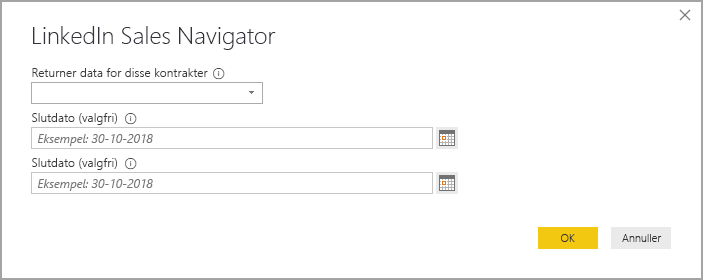 LinkedIn Sales Navigator
Returner data for disse kontrakter
Slutdato (valgfri)
Eksempel: 30-10-2018
Slutdato (valgfri)
Eksempel: 30-10-2018
OK Annuller